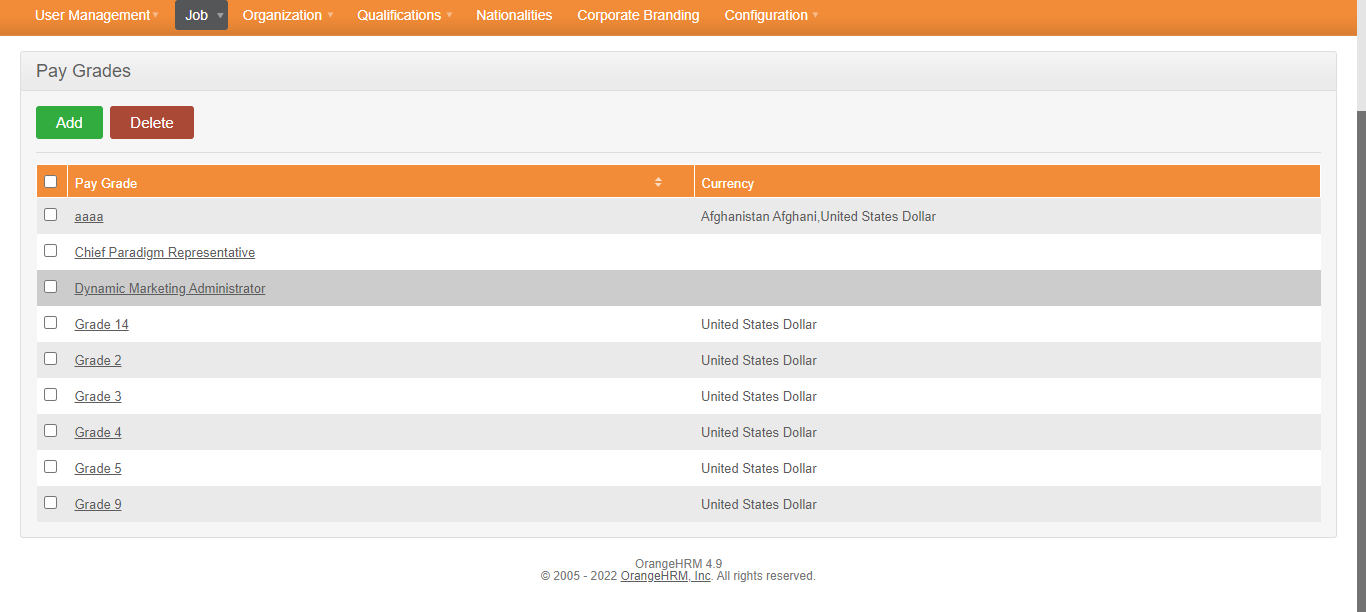 User Management Job Organization Qualifications Nationalities Corporate Branding Configuration
Pay Grades
Add Delete
Pay Grade Currency
aaaa Afghanistan Afghani,United States Dollar
Chief Paradigm Representative
Dynamic Marketing Administrator
Grade 14 United States Dollar
Grade 2 United States Dollar
Grade 3 United States Dollar
Grade 4 United States Dollar
Grade 5 United States Dollar
Grade 9 United States Dollar
OrangeHRM 4.9
© 2005 - 2022 OrangeHRM, Inc. All rights reserved.